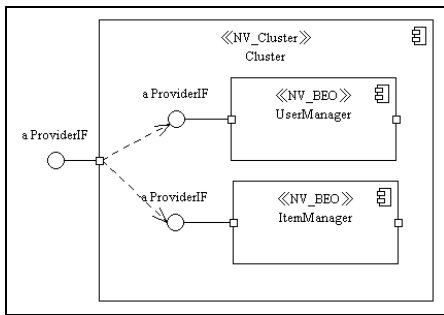 ≪NV_Cluster≫
Cluster
a ProviderIF
≪NV_BEO≫
UserManager
a ProviderIF
a ProviderIF
≪NV_BEO≫
ItemManager